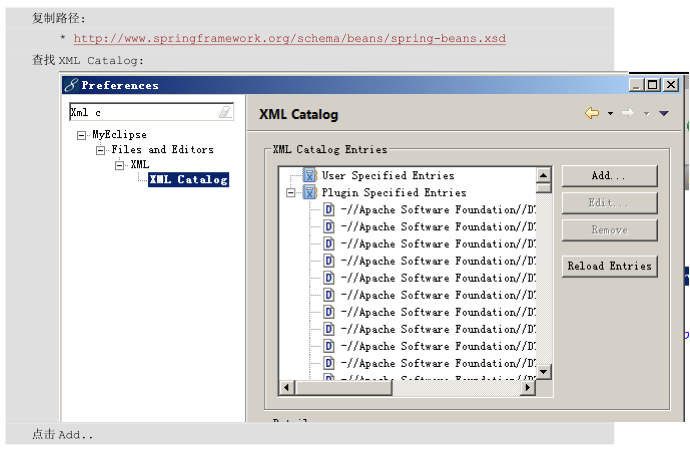 复制路径:
* http://www.springframework.org/schema/beans/spring-beans.xsd
查找 XML Catalog:
Preferences
Xml c
MyEclipse
Files and Editors
XML
XML Catalog
XML Catalog
XML Catalog Entries
User Specified Entries
Plugin Specified Entries
-//Apache Software Foundation//D
-//Apache Software Foundation//D
-//Apache Software Foundation//D
-//Apache Software Foundation//D
-//Apache Software Foundation//D
-//Apache Software Foundation//D
-//Apache Software Foundation//D
-//Apache Software Foundation//D
-//Apache Software Foundation//D
-//Apache Software Foundation//D
-//Apache Software Foundation//D
Add...
Edit...
Remove
Reload Entries
点击 Add..